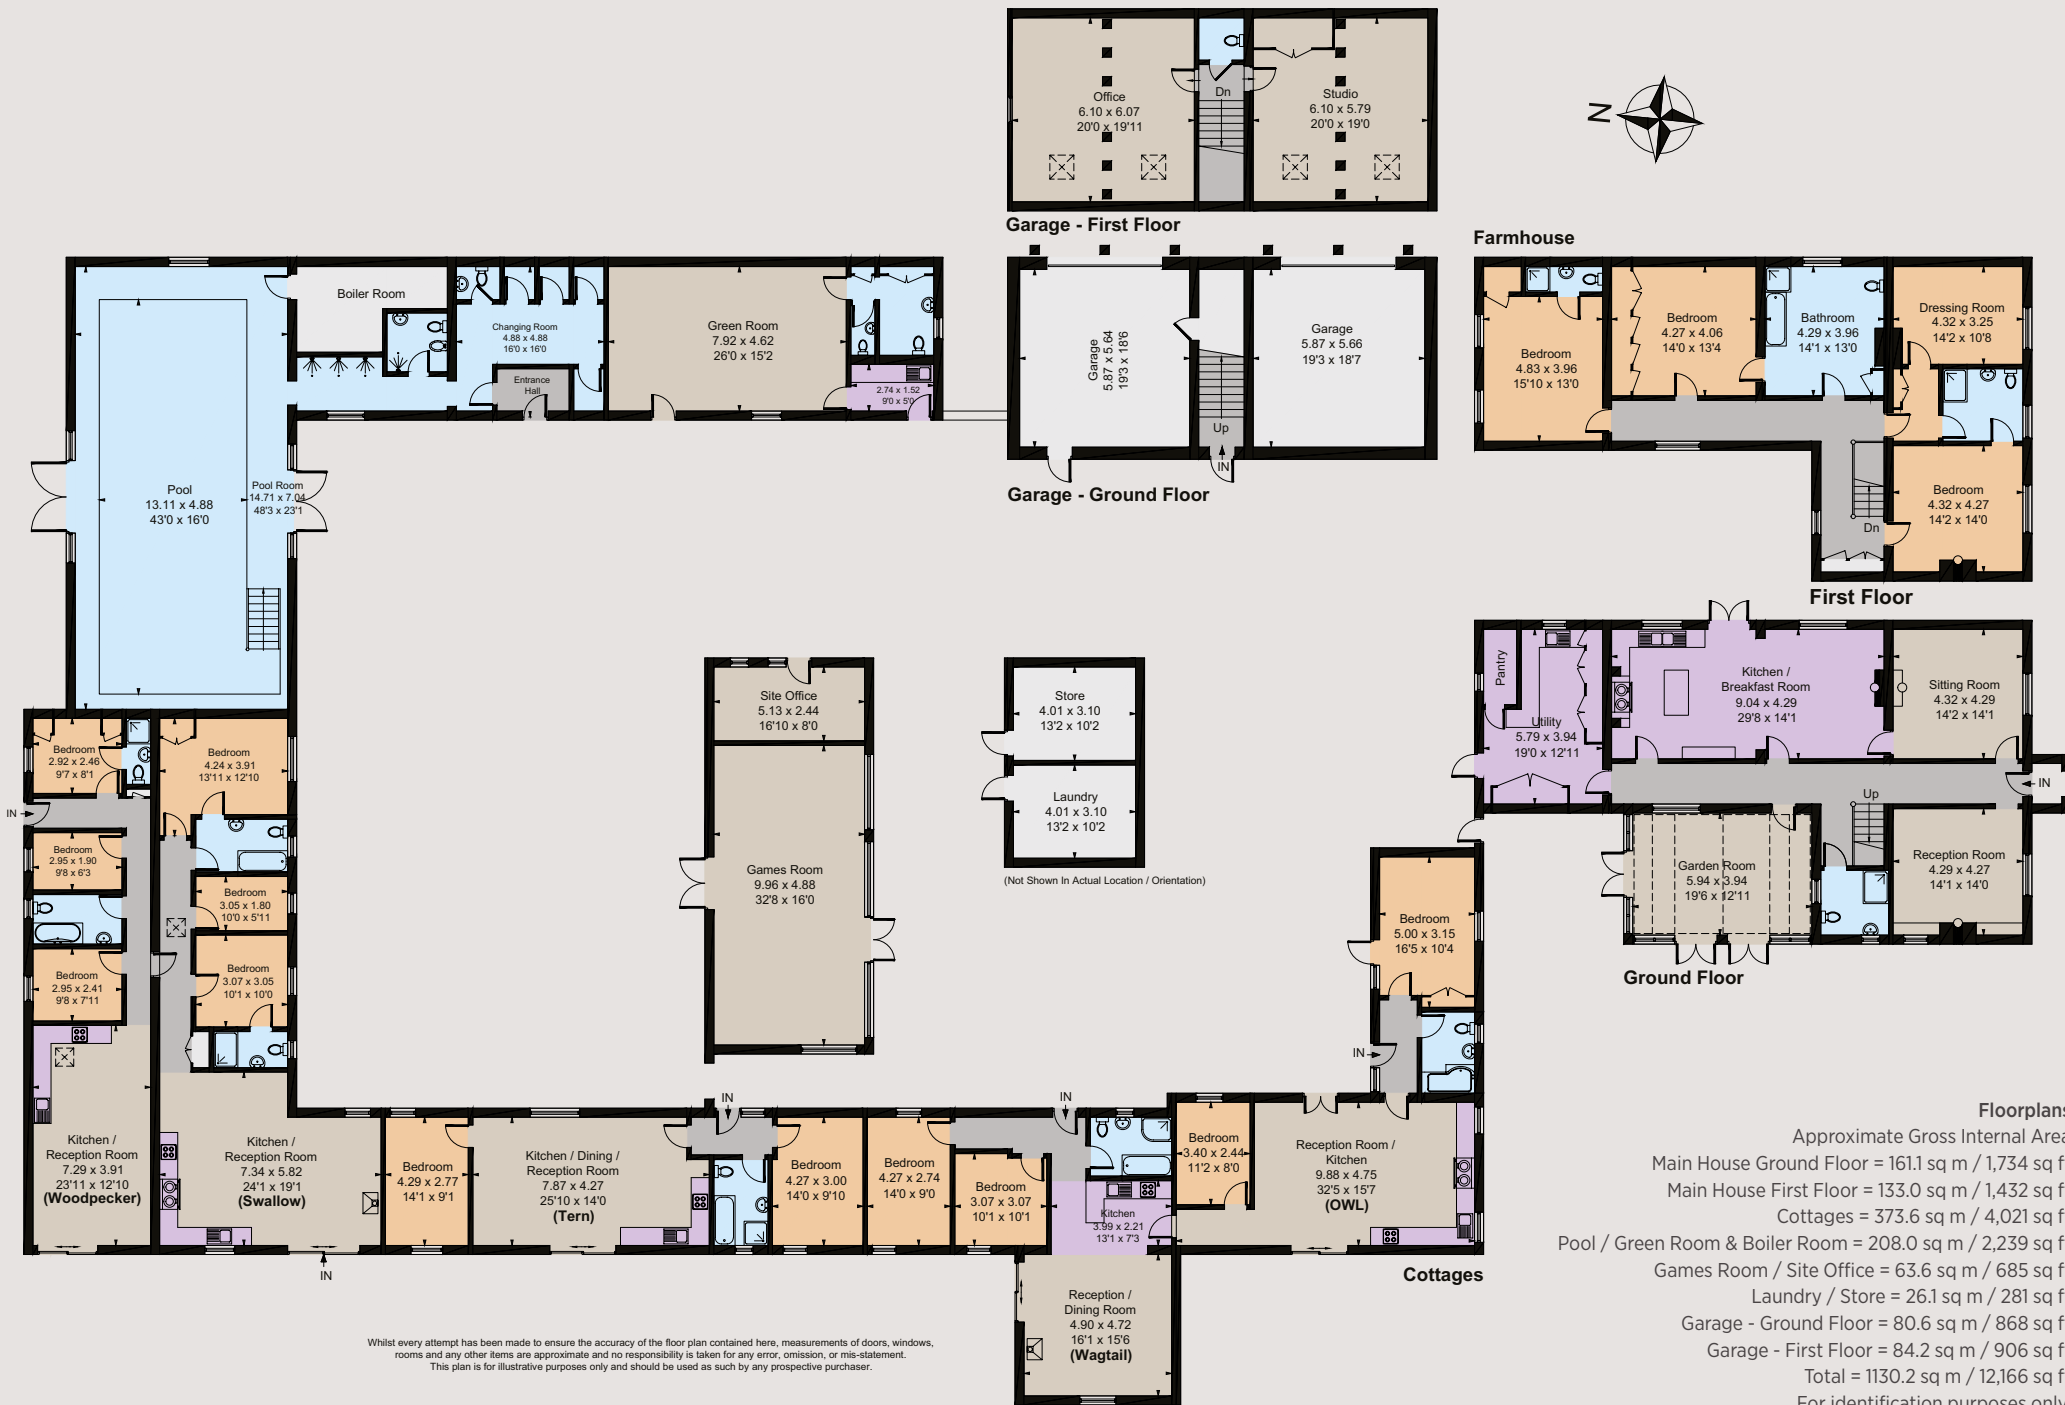 Office
6.10 x 6.07
20'0 x 19'11
Dn
Studio
6.10 x 5.79
20'0 x 19'0
N
Garage - First Floor
Farmhouse
Boiler Room
Changing Room
4.88 x 4.88
16'0 x 16'0
Entrance
Hall
Green Room
7.92 x 4.62
26'0 x 15'2
2.74 x 1.52
9'0 x 5'0
Garage
5.87 x 5.64
19'3 x 18'6
Up
IN
Garage
5.87 x 5.66
19'3 x 18'7
Garage - Ground Floor
Bedroom
4.83 x 3.96
15'10 x 13'0
Bedroom
4.27 x 4.06
14'0 x 13'4
Bathroom
4.29 x 3.96
14'1 x 13'0
Dressing Room
4.32 x 3.25
14'2 x 10'8
Bedroom
4.32 x 4.27
14'2 x 14'0
Dn
First Floor
Pool
13.11 x 4.88
43'0 x 16'0
Pool Room
14.71 x 7.04
48'3 x 23'1
Site Office
5.13 x 2.44
16'10 x 8'0
Games Room
9.96 x 4.88
32'8 x 16'0
Store
4.01 x 3.10
13'2 x 10'2
Laundry
4.01 x 3.10
13'2 x 10'2
(Not Shown In Actual Location / Orientation)
Pantry
Utility
5.79 x 3.94
19'0 x 12'11
Kitchen /
Breakfast Room
9.04 x 4.29
29'8 x 14'1
Sitting Room
4.32 x 4.29
14'2 x 14'1
IN
Up
Garden Room
5.94 x 3.94
19'6 x 12'11
Reception Room
4.29 x 4.27
14'1 x 14'0
Ground Floor
Bedroom
2.92 x 2.46
9'7 x 8'1
IN
Bedroom
4.24 x 3.91
13'11 x 12'10
Bedroom
2.95 x 1.90
9'8 x 6'3
Bedroom
3.05 x 1.80
10'0 x 5'11
Bedroom
2.95 x 2.41
9'8 x 7'11
Bedroom
3.07 x 3.05
10'1 x 10'0
Kitchen /
Reception Room
7.29 x 3.91
23'11 x 12'10
(Woodpecker)
Kitchen /
Reception Room
7.34 x 5.82
24'1 x 19'1
(Swallow)
IN
Bedroom
4.29 x 2.77
14'1 x 9'1
Kitchen / Dining /
Reception Room
7.87 x 4.27
25'10 x 14'0
(Tern)
IN
Bedroom
4.27 x 3.00
14'0 x 9'10
Bedroom
4.27 x 2.74
14'0 x 9'0
IN
Bedroom
3.07 x 3.07
10'1 x 10'1
Kitchen
3.99 x 2.21
13'1 x 7'3
Reception /
Dining Room
4.90 x 4.72
16'1 x 15'6
(Wagtail)
Bedroom
3.40 x 2.44
11'2 x 8'0
Reception Room /
Kitchen
9.88 x 4.75
32'5 x 15'7
(OWL)
Bedroom
5.00 x 3.15
16'5 x 10'4
IN
Cottages
Whilst every attempt has been made to ensure the accuracy of the floor plan contained here, measurements of doors, windows,
rooms and any other items are approximate and no responsibility is taken for any error, omission, or mis-statement.
This plan is for illustrative purposes only and should be used as such by any prospective purchaser.
Floorplans
Approximate Gross Internal Area
Main House Ground Floor = 161.1 sq m / 1,734 sq f
Main House First Floor = 133.0 sq m / 1,432 sq f
Cottages = 373.6 sq m / 4,021 sq f
Pool / Green Room & Boiler Room = 208.0 sq m / 2,239 sq f
Games Room / Site Office = 63.6 sq m / 685 sq f
Laundry / Store = 26.1 sq m / 281 sq f
Garage - Ground Floor = 80.6 sq m / 868 sq f
Garage - First Floor = 84.2 sq m / 906 sq f
Total = 1130.2 sq m / 12,166 sq f
For identification purposes only